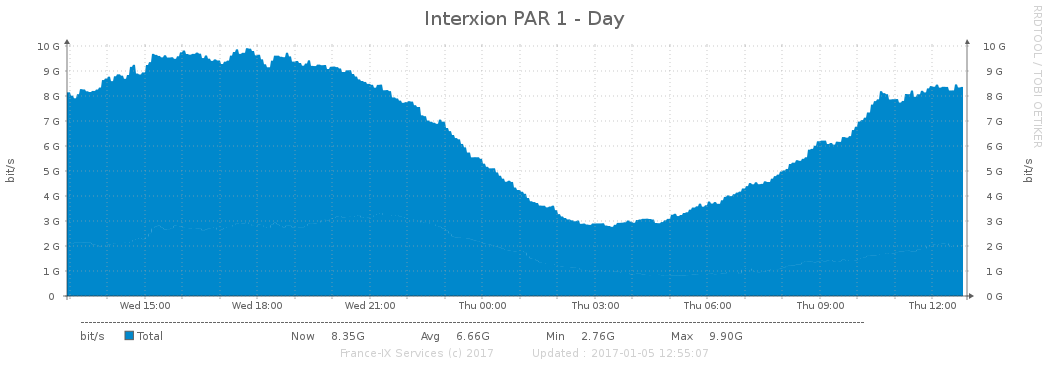 Interxion PAR 1 - Day
RRDTOOL / TOBI OETIKER
10 G 10 G
9 G 9 G
8 G 8 G
7 G 7 G
6 G 6 G
5 G 5 G
4 G 4 G
3 G 3 G
2 G 2 G
1 G 1 G
0 0 G
bit/s bit/s
Wed 15:00 Wed 18:00 Wed 21:00 Thu 00:00 Thu 03:00 Thu 06:00 Thu 09:00 Thu 12:00
bit/s Total Now 8.35G Avg 6.66G Min 2.76G Max 9.90G
France-IX Services (c) 2017 Updated : 2017-01-05 12:55:07